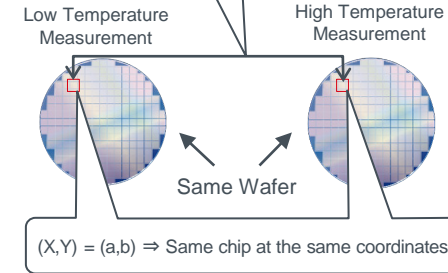 Low Temperature
Measurement
High Temperature
Measurement
Same Wafer
(X,Y) = (a,b) ⇒ Same chip at the same coordinates